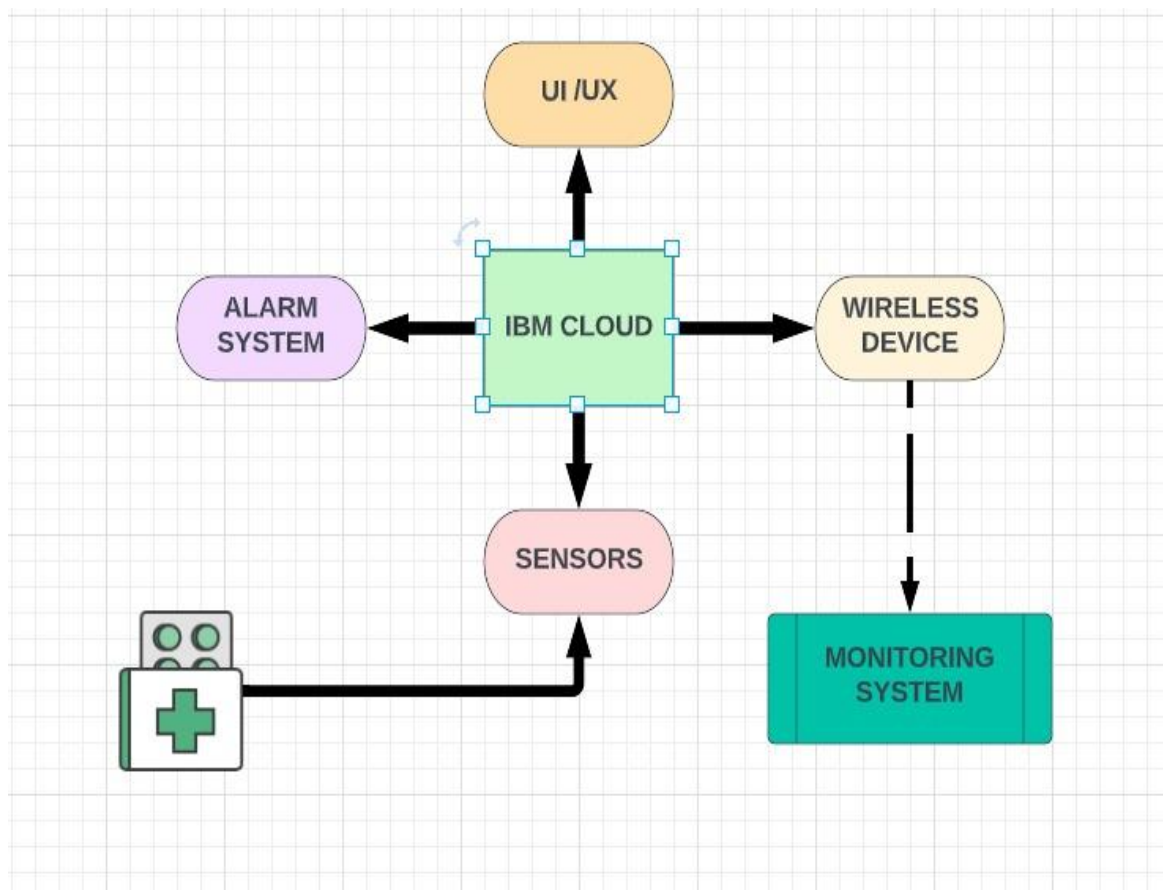 UI /UX
ALARM
SYSTEM
IBM CLOUD
WIRELESS
DEVICE
SENSORS
MONITORING
SYSTEM